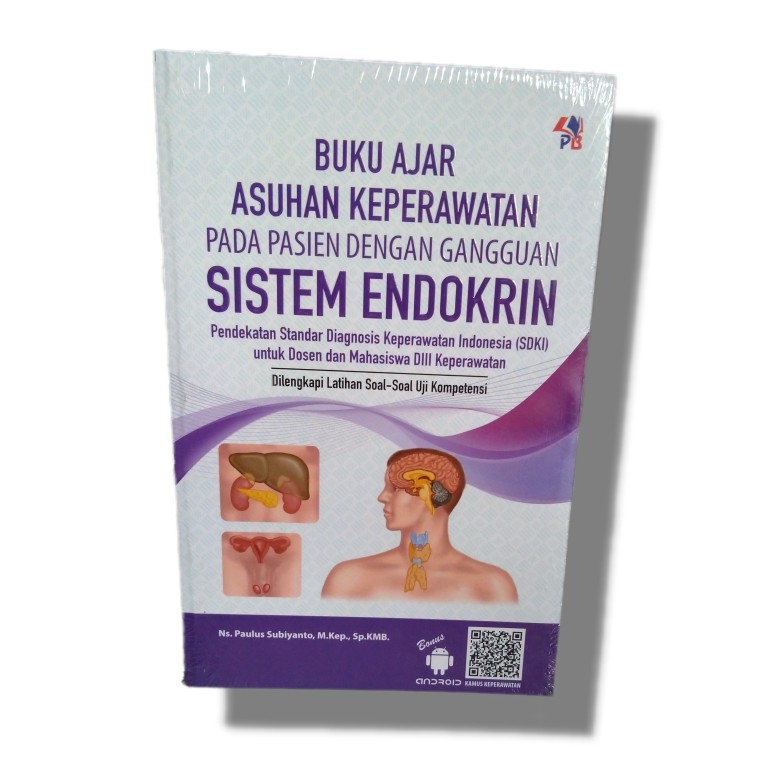 PB
BUKU AJAR
ASUHAN KEPERAWATAN
PADA PASIEN DENGAN GANGGUAN
SISTEM ENDOKRIN
Pendekatan Standar Diagnosis Keperawatan Indonesia (SDKI)
untuk Dosen dan Mahasiswa DIII Keperawatan
Dilengkapi Latihan Soal-Soal Uji Kompetensi
Ns. Paulus Subiyanto, M.Kep., Sp.KMB.
Bonus
ANDROID
KAMUS KEPERAWATAN